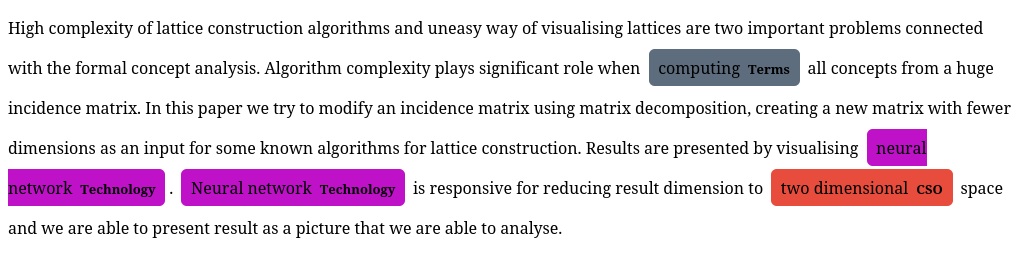 High complexity of lattice construction algorithms and uneasy way of visualising lattices are two important problems connected
with the formal concept analysis. Algorithm complexity plays significant role when computing Terms all concepts from a huge
incidence matrix. In this paper we try to modify an incidence matrix using matrix decomposition, creating a new matrix with fewer
dimensions as an input for some known algorithms for lattice construction. Results are presented by visualising neural
network Technology . Neural network Technology is responsive for reducing result dimension to two dimensional CSO space
and we are able to present result as a picture that we are able to analyse.